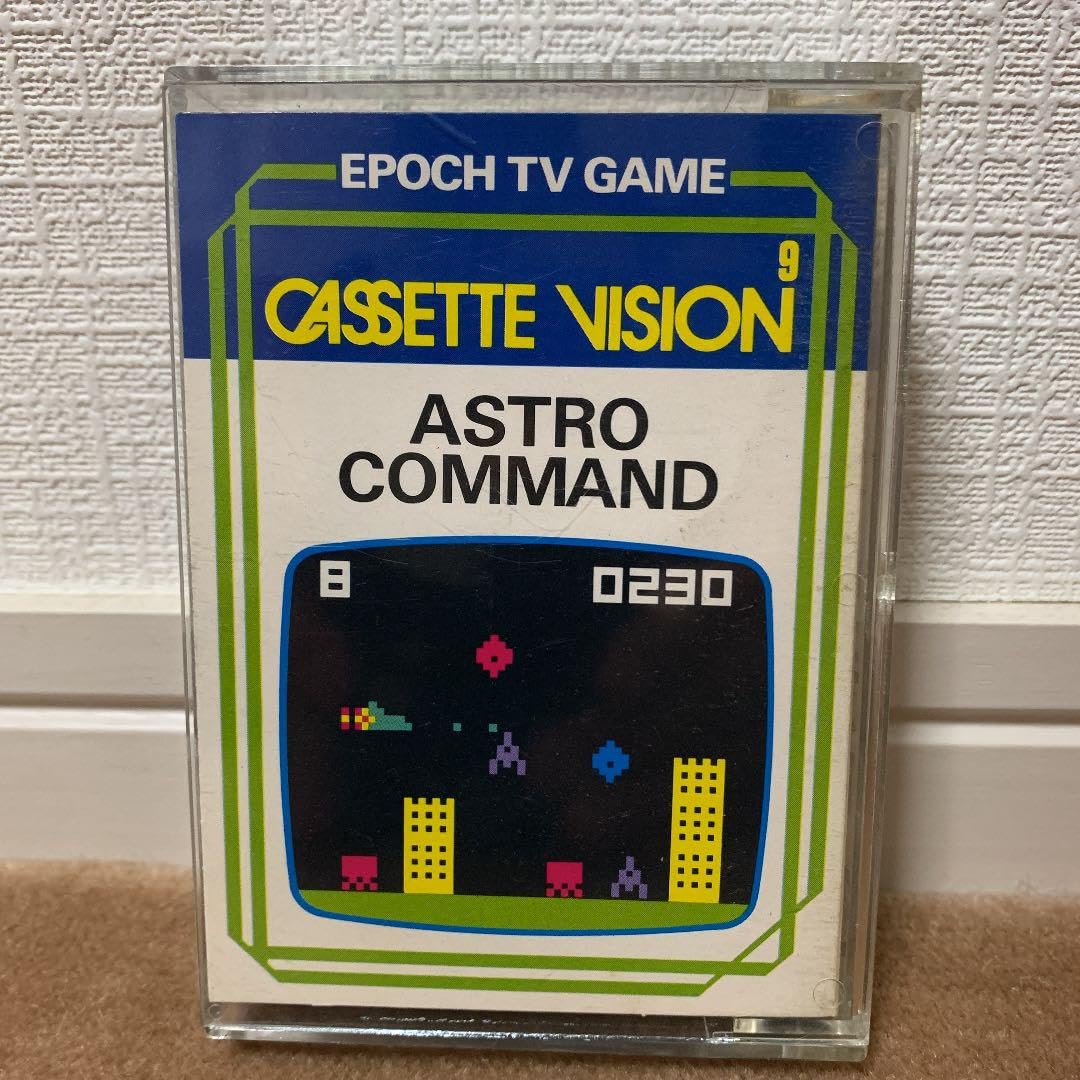 EPOCH TV GAME
9
CASSETTE VISION
ASTRO
COMMAND
8 0230